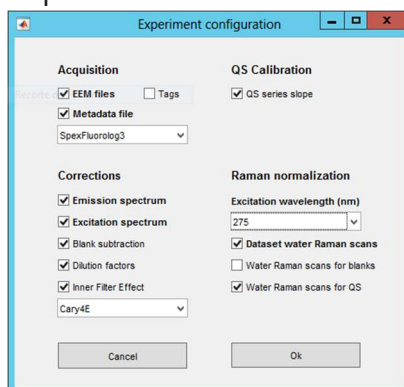 Experiment configuration
Acquisition
EEM files
Tags
Metadata file
SpexFluorolog3
QS Calibration
QS series slope
Corrections
Emission spectrum
Excitation spectrum
Blank subtraction
Dilution factors
Inner Filter Effect
Cary4E
Raman normalization
Excitation wavelength (nm)
275
Dataset water Raman scans
Water Raman scans for blanks
Water Raman scans for QS
Cancel
Ok